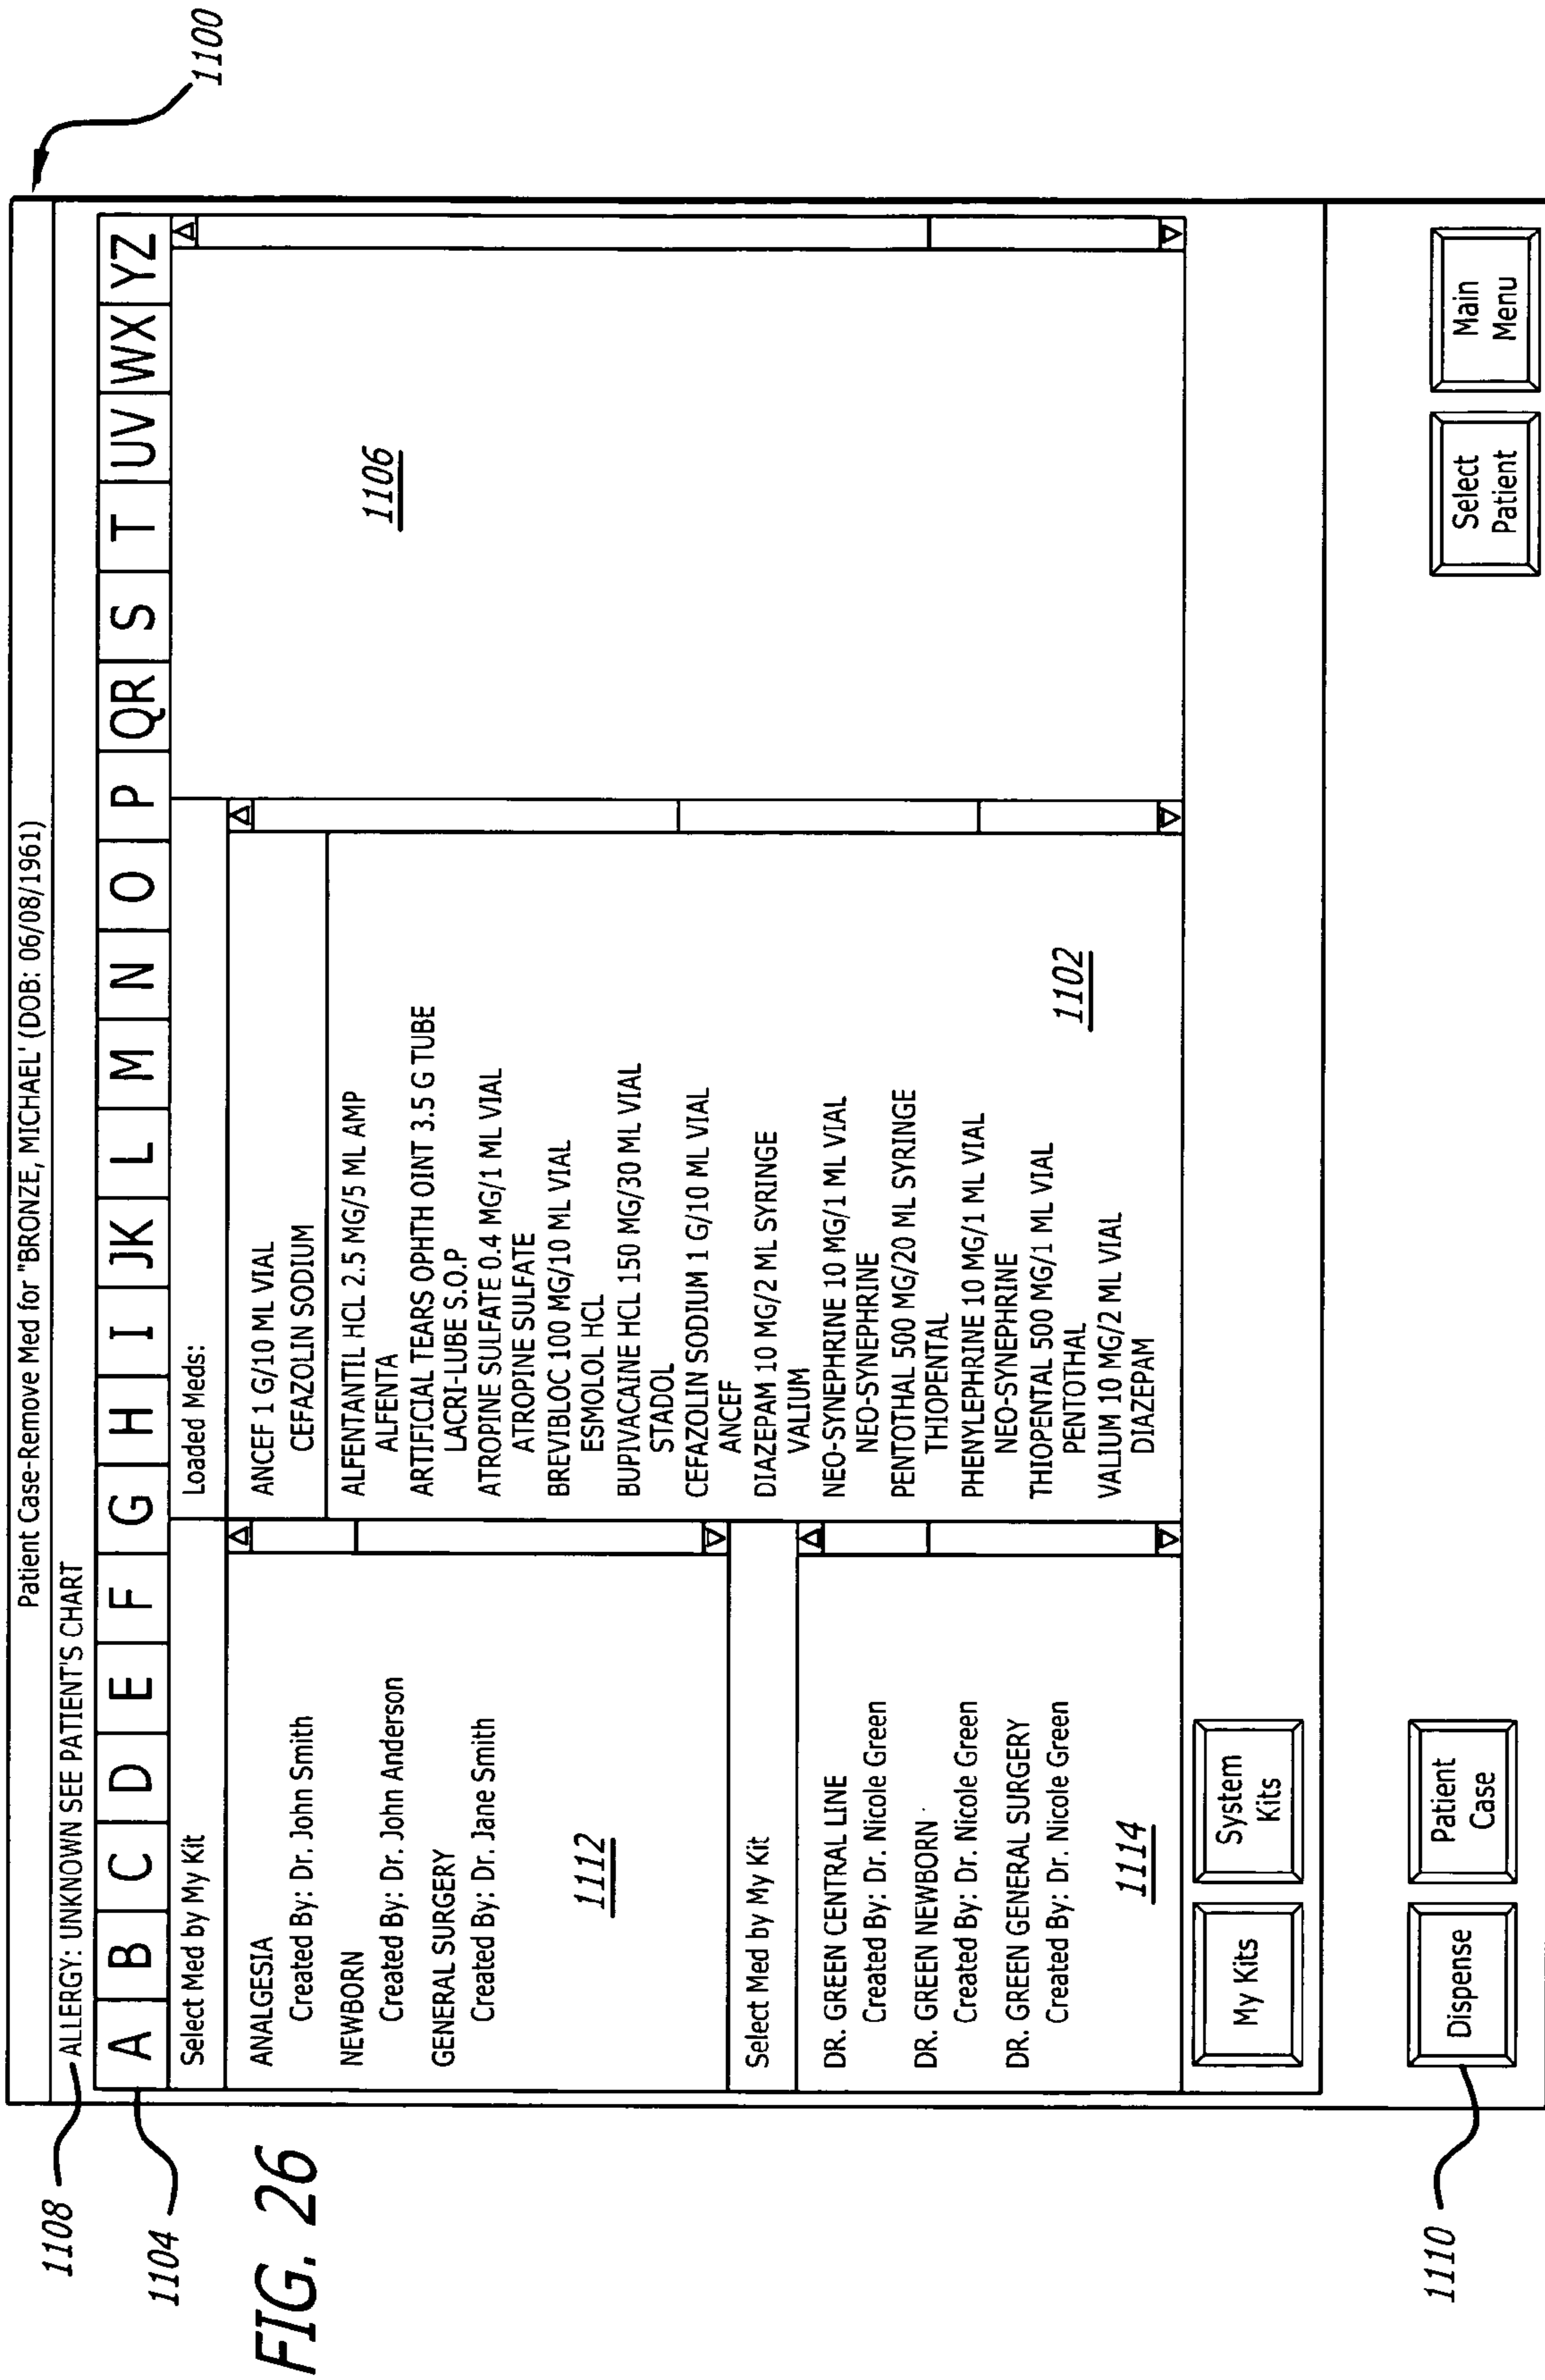 1100
Patient Case-Remove Med for "BRONZE, MICHAEL' (DOB: 06/08/1961)
1108
ALLERGY: UNKNOWN SEE PATIENT'S CHART
1104
A B C D E F G H I JK L M N O P QR S T UV WX YZ
FIG. 26
Select Med by My Kit
ANALGESIA
Created By: Dr. John Smith
NEWBORN
Created By: Dr. John Anderson
GENERAL SURGERY
Created By: Dr. Jane Smith
1112
Select Med by My Kit
DR. GREEN CENTRAL LINE
Created By: Dr. Nicole Green
DR. GREEN NEWBORN
Created By: Dr. Nicole Green
DR. GREEN GENERAL SURGERY
Created By: Dr. Nicole Green
1114
Loaded Meds:
ANCEF 1 G/10 ML VIAL
CEFAZOLIN SODIUM
ALFENTANTIL HCL 2.5 MG/5 ML AMP
ALFENTA
ARTIFICIAL TEARS OPHTH OINT 3.5 G TUBE
LACRI-LUBE S.O.P
ATROPINE SULFATE 0.4 MG/1 ML VIAL
ATROPINE SULFATE
BREVIBLOC 100 MG/10 ML VIAL
ESMOLOL HCL
BUPIVACAINE HCL 150 MG/30 ML VIAL
STADOL
CEFAZOLIN SODIUM 1 G/10 ML VIAL
ANCEF
DIAZEPAM 10 MG/2 ML SYRINGE
VALIUM
NEO-SYNEPHRINE 10 MG/1 ML VIAL
NEO-SYNEPHRINE
PENTOTHAL 500 MG/20 ML SYRINGE
THIOPENTAL
PHENYLEPHRINE 10 MG/1 ML VIAL
NEO-SYNEPHRINE
THIOPENTAL 500 MG/1 ML VIAL
PENTOTHAL
VALIUM 10 MG/2 ML VIAL
DIAZEPAM
1102
1106
My Kits
System
Kits
1110
Dispense
Patient
Case
Select
Patient
Main
Menu